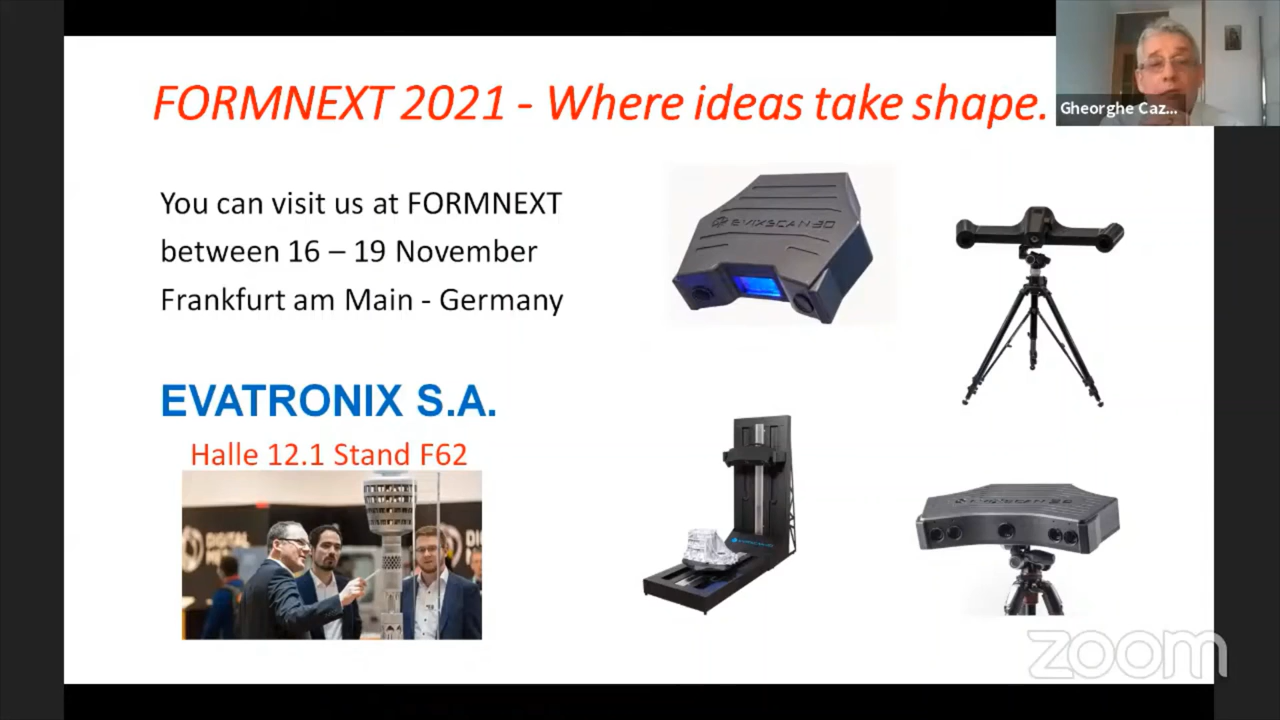 FORMNEXT 2021 - Where ideas take shape.
Gheorghe Caz...
You can visit us at FORMNEXT
between 16 – 19 November
Frankfurt am Main - Germany
EVIXSCAN 3D
EVATRONIX S.A.
Halle 12.1 Stand F62
DIGITAL
zoom